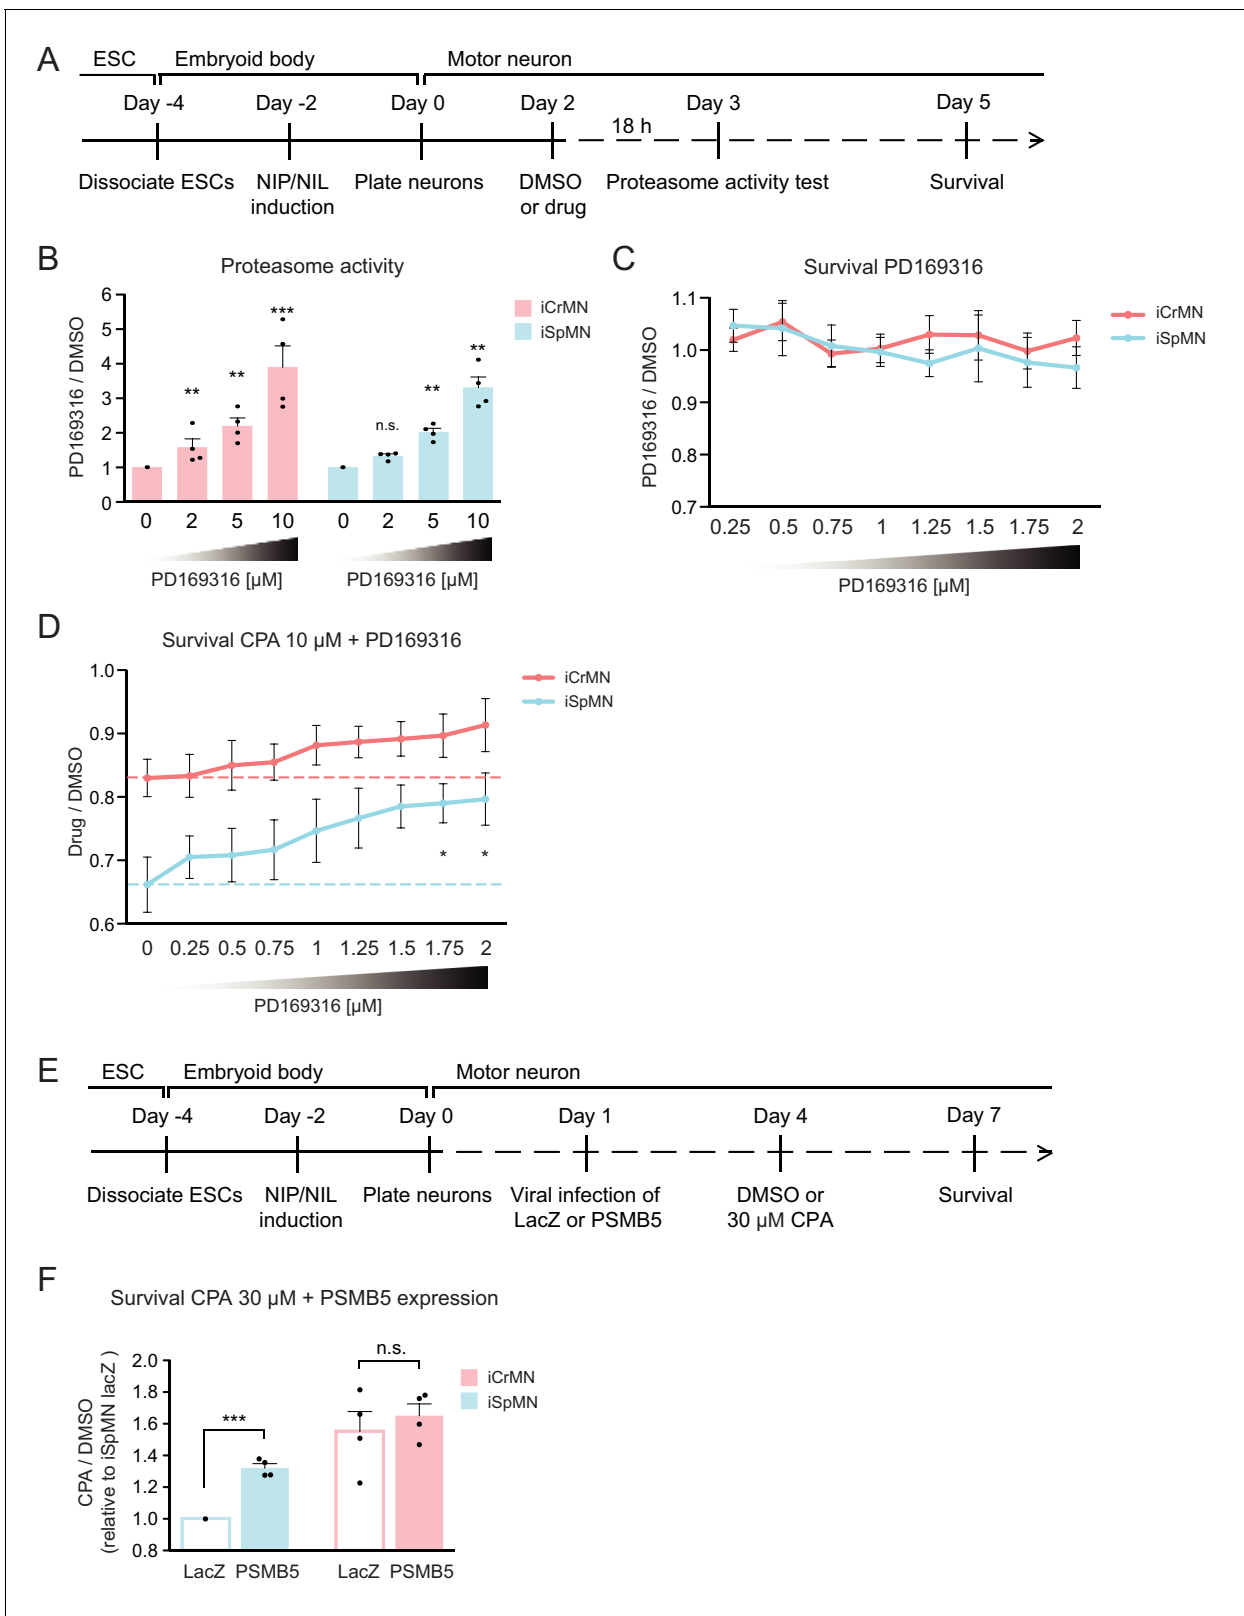 A
ESC Embryoid body Motor neuron
Day -4 Day -2 Day 0 Day 2 Day 3 Day 5
18 h
Dissociate ESCs NIP/NIL Plate neurons DMSO Proteasome activity test Survival
induction or drug
B
Proteasome activity
PD169316 / DMSO
6
5
4
3
2
1
0
** ** *** n.s. ** **
iCrMN
iSpMN
0 2 5 10 0 2 5 10
PD169316 [µM] PD169316 [µM]
C
Survival PD169316
PD169316 / DMSO
1.1
1.0
0.9
0.8
0.7
iCrMN
iSpMN
0.25 0.5 0.75 1 1.25 1.5 1.75 2
PD169316 [µM]
D
Survival CPA 10 µM + PD169316
Drug / DMSO
1.0
0.9
0.8
0.7
0.6
iCrMN
iSpMN
* *
0 0.25 0.5 0.75 1 1.25 1.5 1.75 2
PD169316 [µM]
E
ESC Embryoid body Motor neuron
Day -4 Day -2 Day 0 Day 1 Day 4 Day 7
Dissociate ESCs NIP/NIL Plate neurons Viral infection of DMSO or Survival
induction LacZ or PSMB5 30 µM CPA
F
Survival CPA 30 µM + PSMB5 expression
CPA / DMSO
(relative to iSpMN lacZ )
2.0
1.8
1.6
1.4
1.2
1.0
0.8
*** n.s.
iCrMN
iSpMN
LacZ PSMB5 LacZ PSMB5